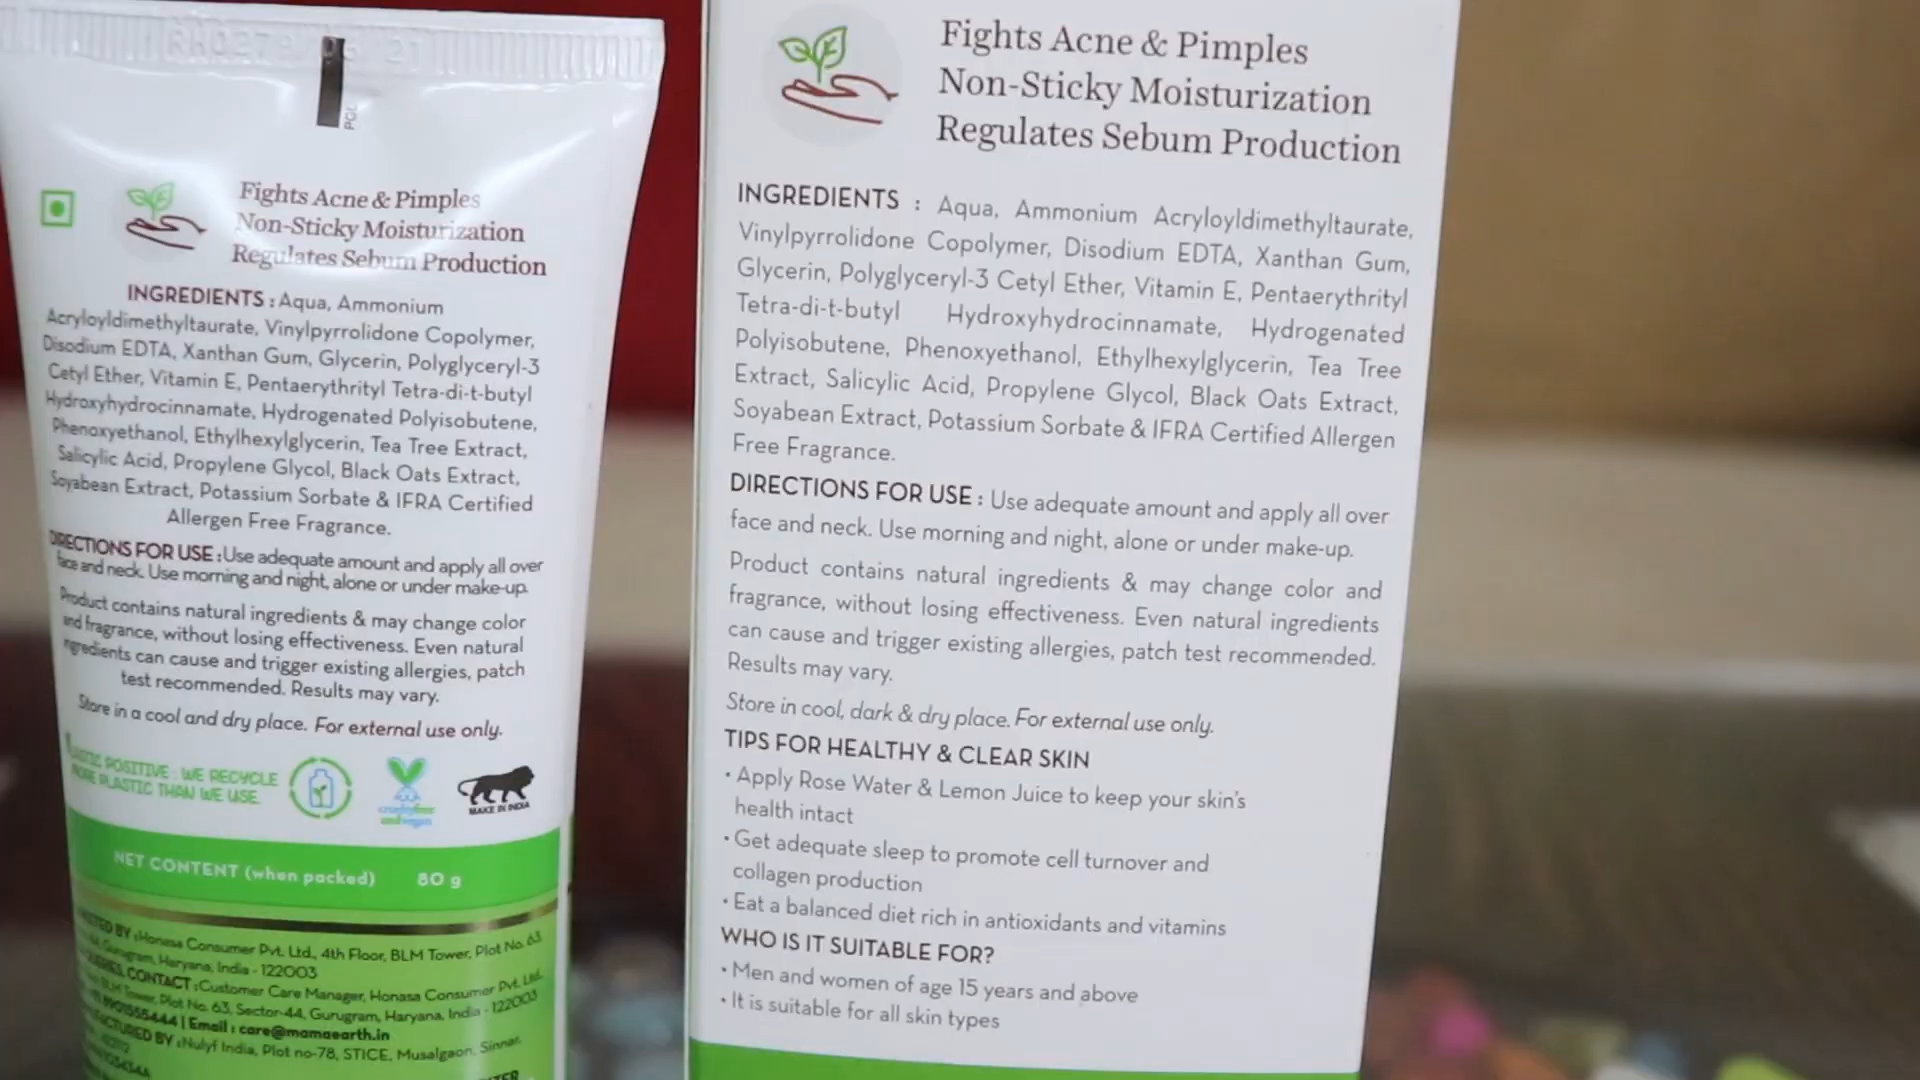 RH027
21
PGL
Fights Acne & Pimples
Non-Sticky Moisturization
Regulates Sebum Production
INGREDIENTS : Aqua, Ammonium
Acryloyldimethyltaurate, Vinylpyrrolidone Copolymer,
Disodium EDTA, Xanthan Gum, Glycerin, Polyglyceryl-3
Cetyl Ether, Vitamin E, Pentaerythrityl Tetra-di-t-butyl
Hydroxyhydrocinnamate, Hydrogenated Polyisobutene,
Phenoxyethanol, Ethylhexylglycerin, Tea Tree Extract,
Salicylic Acid, Propylene Glycol, Black Oats Extract,
Soyabean Extract, Potassium Sorbate & IFRA Certified
Allergen Free Fragrance.
DIRECTIONS FOR USE : Use adequate amount and apply all over
face and neck. Use morning and night, alone or under make-up.
Product contains natural ingredients & may change color
and fragrance, without losing effectiveness. Even natural
ingredients can cause and trigger existing allergies, patch
test recommended. Results may vary.
Store in a cool and dry place. For external use only.
PLASTIC POSITIVE : WE RECYCLE
MORE PLASTIC THAN WE USE.
crueltyfree
andvegan
MAKE IN INDIA
NET CONTENT (when packed) 80 g
BY : Honasa Consumer Pvt. Ltd., 4th Floor, BLM Tower, Plot No. 63,
Gurugram, Haryana, India - 122003
CONTACT : Customer Care Manager, Honasa Consumer Pvt. Ltd.,
BLM Tower, Plot No. 63, Sector-44, Gurugram, Haryana, India - 122003
| Email : care@mamaearth.in
BY : Nulyf India, Plot no-78, STICE, Musalgaon, Sinnar,
Fights Acne & Pimples
Non-Sticky Moisturization
Regulates Sebum Production
INGREDIENTS : Aqua, Ammonium Acryloyldimethyltaurate,
Vinylpyrrolidone Copolymer, Disodium EDTA, Xanthan Gum,
Glycerin, Polyglyceryl-3 Cetyl Ether, Vitamin E, Pentaerythrityl
Tetra-di-t-butyl Hydroxyhydrocinnamate, Hydrogenated
Polyisobutene, Phenoxyethanol, Ethylhexylglycerin, Tea Tree
Extract, Salicylic Acid, Propylene Glycol, Black Oats Extract,
Soyabean Extract, Potassium Sorbate & IFRA Certified Allergen
Free Fragrance.
DIRECTIONS FOR USE : Use adequate amount and apply all over
face and neck. Use morning and night, alone or under make-up.
Product contains natural ingredients & may change color and
fragrance, without losing effectiveness. Even natural ingredients
can cause and trigger existing allergies, patch test recommended.
Results may vary.
Store in cool, dark & dry place. For external use only.
TIPS FOR HEALTHY & CLEAR SKIN
• Apply Rose Water & Lemon Juice to keep your skin's
health intact
• Get adequate sleep to promote cell turnover and
collagen production
• Eat a balanced diet rich in antioxidants and vitamins
WHO IS IT SUITABLE FOR?
• Men and women of age 15 years and above
• It is suitable for all skin types